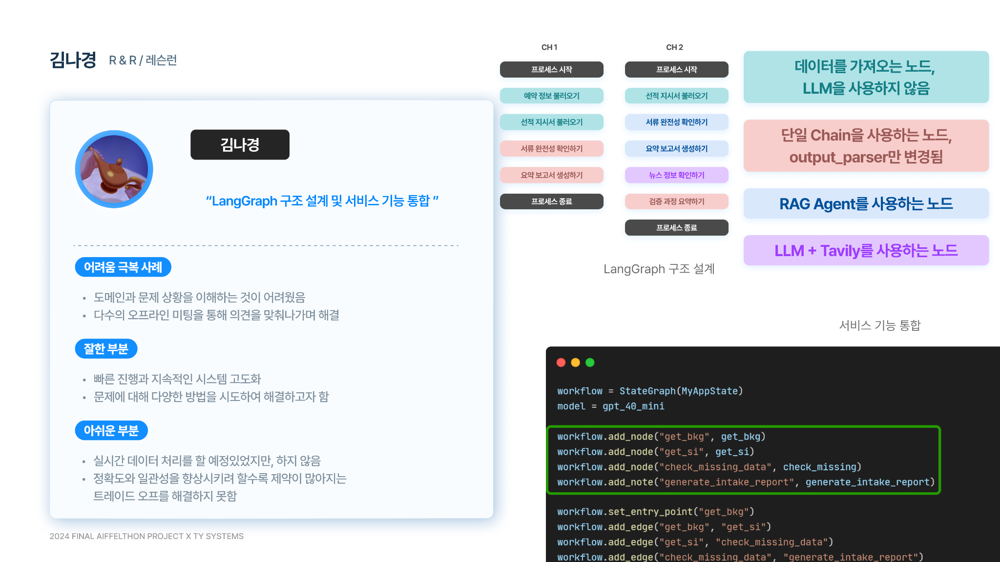 김나경 R & R / 레슨런
김나경
“LangGraph 구조 설계 및 서비스 기능 통합 ”
어려움 극복 사례
• 도메인과 문제 상황을 이해하는 것이 어려웠음
• 다수의 오프라인 미팅을 통해 의견을 맞춰나가며 해결
잘한 부분
• 빠른 진행과 지속적인 시스템 고도화
• 문제에 대해 다양한 방법을 시도하여 해결하고자 함
아쉬운 부분
• 실시간 데이터 처리를 할 예정있었지만, 하지 않음
• 정확도와 일관성을 향상시키려 할수록 제약이 많아지는
트레이드 오프를 해결하지 못함
2024 FINAL AIFFELTHON PROJECT X TY SYSTEMS
CH 1
프로세스 시작
예약 정보 불러오기
선적 지시서 불러오기
서류 완전성 확인하기
요약 보고서 생성하기
프로세스 종료
CH 2
프로세스 시작
선적 지시서 불러오기
서류 완전성 확인하기
요약 보고서 생성하기
뉴스 정보 확인하기
검증 과정 요약하기
프로세스 종료
데이터를 가져오는 노드,
LLM을 사용하지 않음
단일 Chain을 사용하는 노드,
output_parser만 변경됨
RAG Agent를 사용하는 노드
LLM + Tavily를 사용하는 노드
LangGraph 구조 설계
서비스 기능 통합
workflow = StateGraph(MyAppState)
model = gpt_40_mini
workflow.add_node("get_bkg", get_bkg)
workflow.add_node("get_si", get_si)
workflow.add_node("check_missing_data", check_missing)
workflow.add_note("generate_intake_report", generate_intake_report)
workflow.set_entry_point("get_bkg")
workflow.add_edge("get_bkg", "get_si")
workflow.add_edge("get_si", "check_missing_data")
workflow.add_edge("check_missing_data", "generate_intake_report")